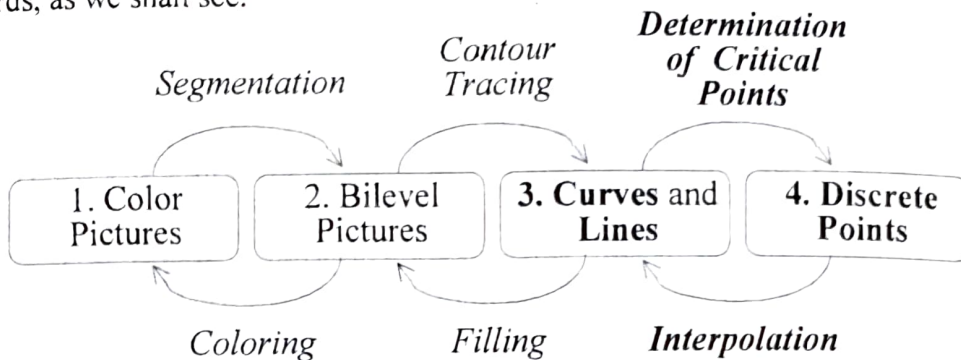 rds, as we shall see.
Segmentation
Contour
Tracing
Determination
of Critical
Points
1. Color
Pictures
2. Bilevel
Pictures
3. Curves and
Lines
4. Discrete
Points
Coloring
Filling
Interpolation